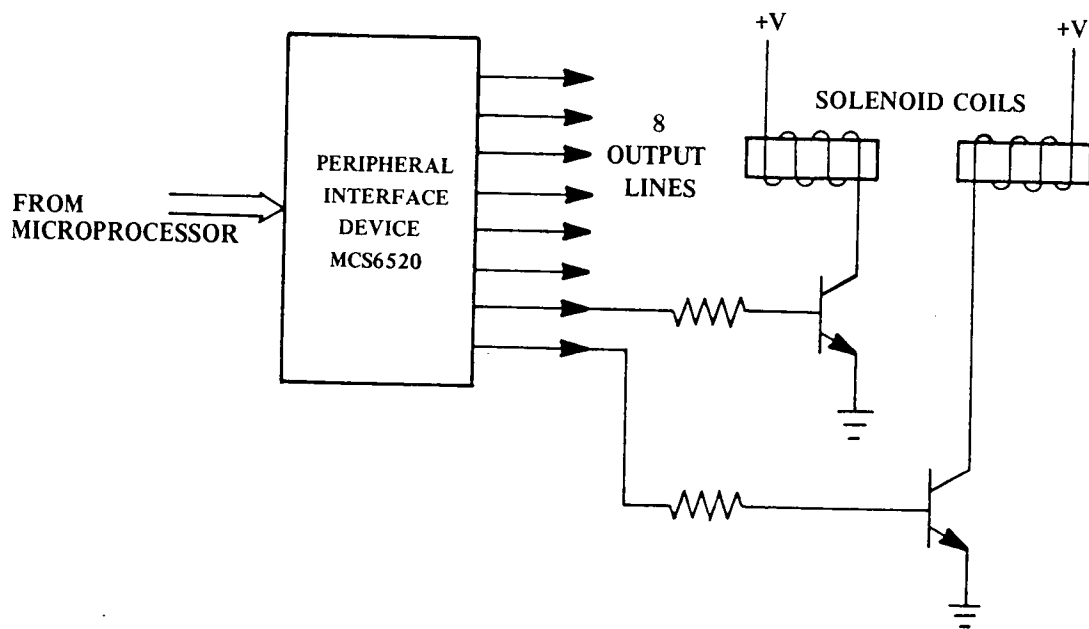 +V
+V
SOLENOID COILS
8
OUTPUT
LINES
PERIPHERAL
INTERFACE
DEVICE
MCS6520
FROM
MICROPROCESSOR